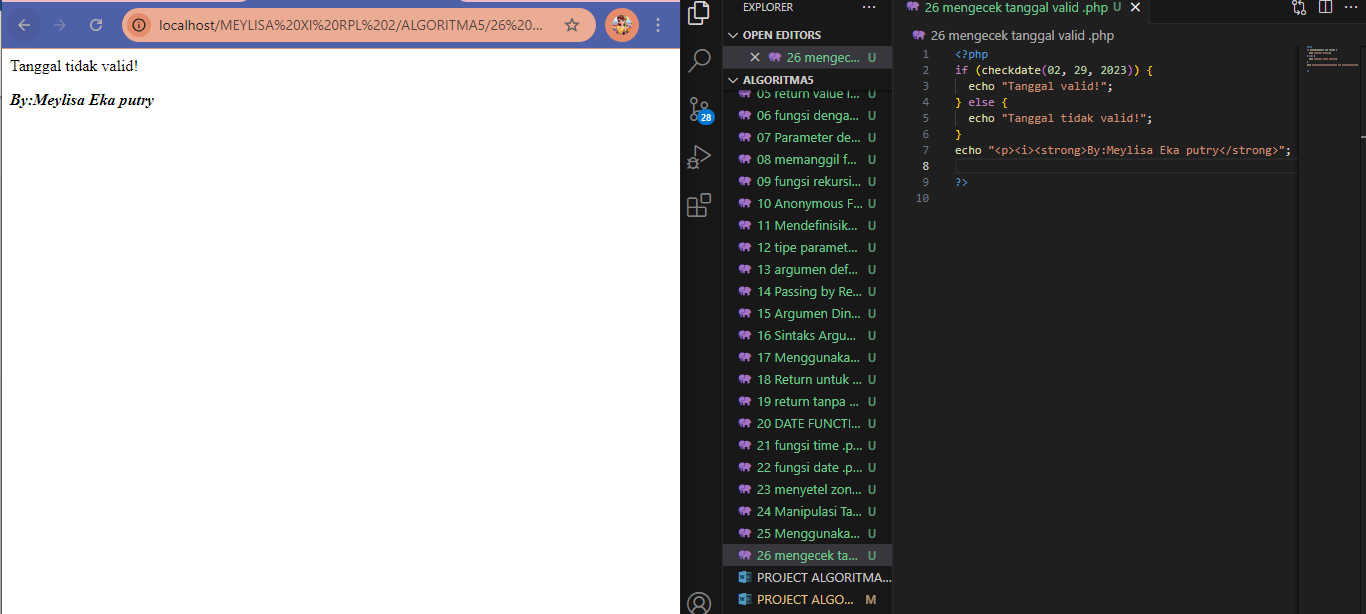 localhost/MEYLISA%20XI%20RPL%202/ALGORITMA5/26%20...
Tanggal tidak valid!
By:Meylisa Eka putry
28
EXPLORER
OPEN EDITORS
26 mengec... U
ALGORITMA5
05 return value i... U
06 fungsi denga... U
07 Parameter de... U
08 memanggil f... U
09 fungsi rekursi... U
10 Anonymous F... U
11 Mendefinisik... U
12 tipe paramet... U
13 argumen def... U
14 Passing by Re... U
15 Argumen Din... U
16 Sintaks Argu... U
17 Menggunaka... U
18 Return untuk ... U
19 return tanpa ... U
20 DATE FUNCTI... U
21 fungsi time .p... U
22 fungsi date .p... U
23 menyetel zon... U
24 Manipulasi Ta... U
25 Menggunaka... U
26 mengecek ta... U
PROJECT ALGORITMA...
PROJECT ALGO... M
26 mengecek tanggal valid .php U
26 mengecek tanggal valid .php
1 <?php
2 if (checkdate(02, 29, 2023)) {
3 echo "Tanggal valid!";
4 } else {
5 echo "Tanggal tidak valid!";
6 }
7 echo "<p><i><strong>By:Meylisa Eka putry</strong>";
8
9 ?>
10